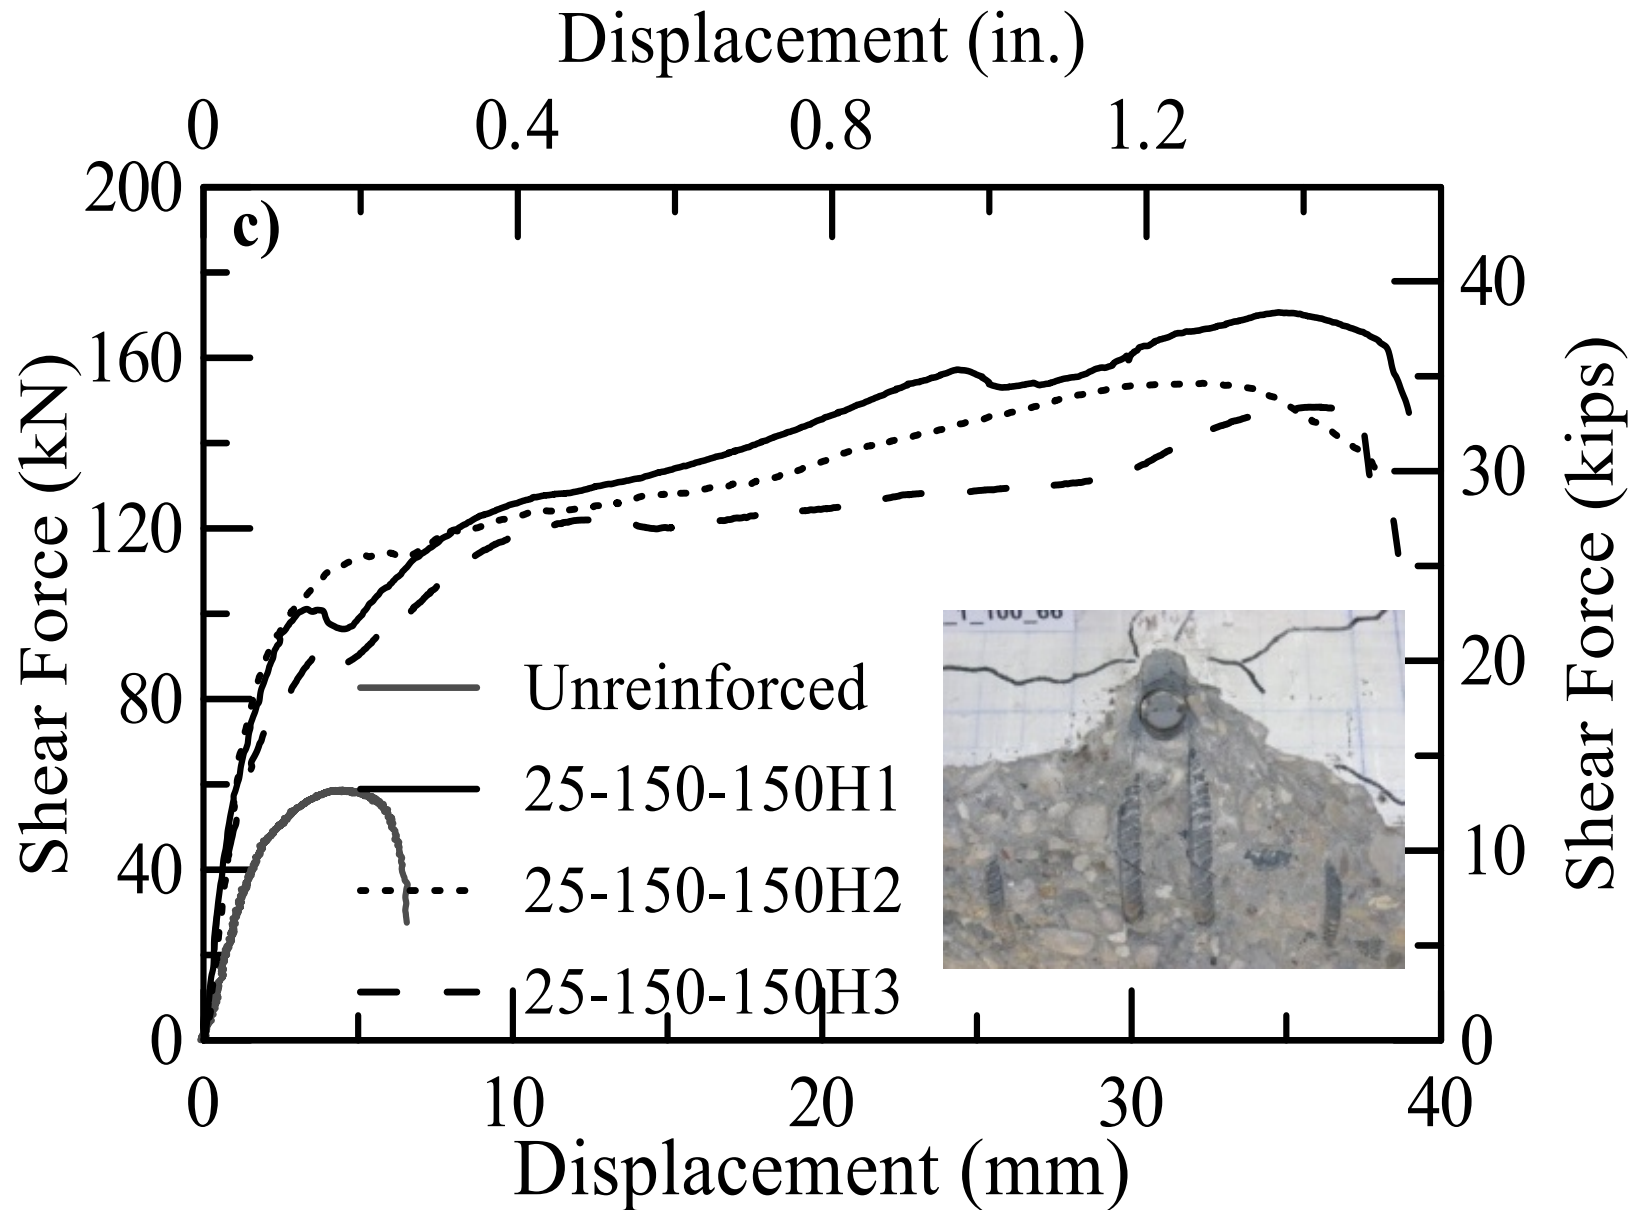 Displacement (in.)
0 0.4 0.8 1.2
c)
Shear Force (kN)
200
160
120
80
40
0
Shear Force (kips)
40
30
20
10
0
Unreinforced
25-150-150H1
25-150-150H2
25-150-150H3
0 10 20 30 40
Displacement (mm)